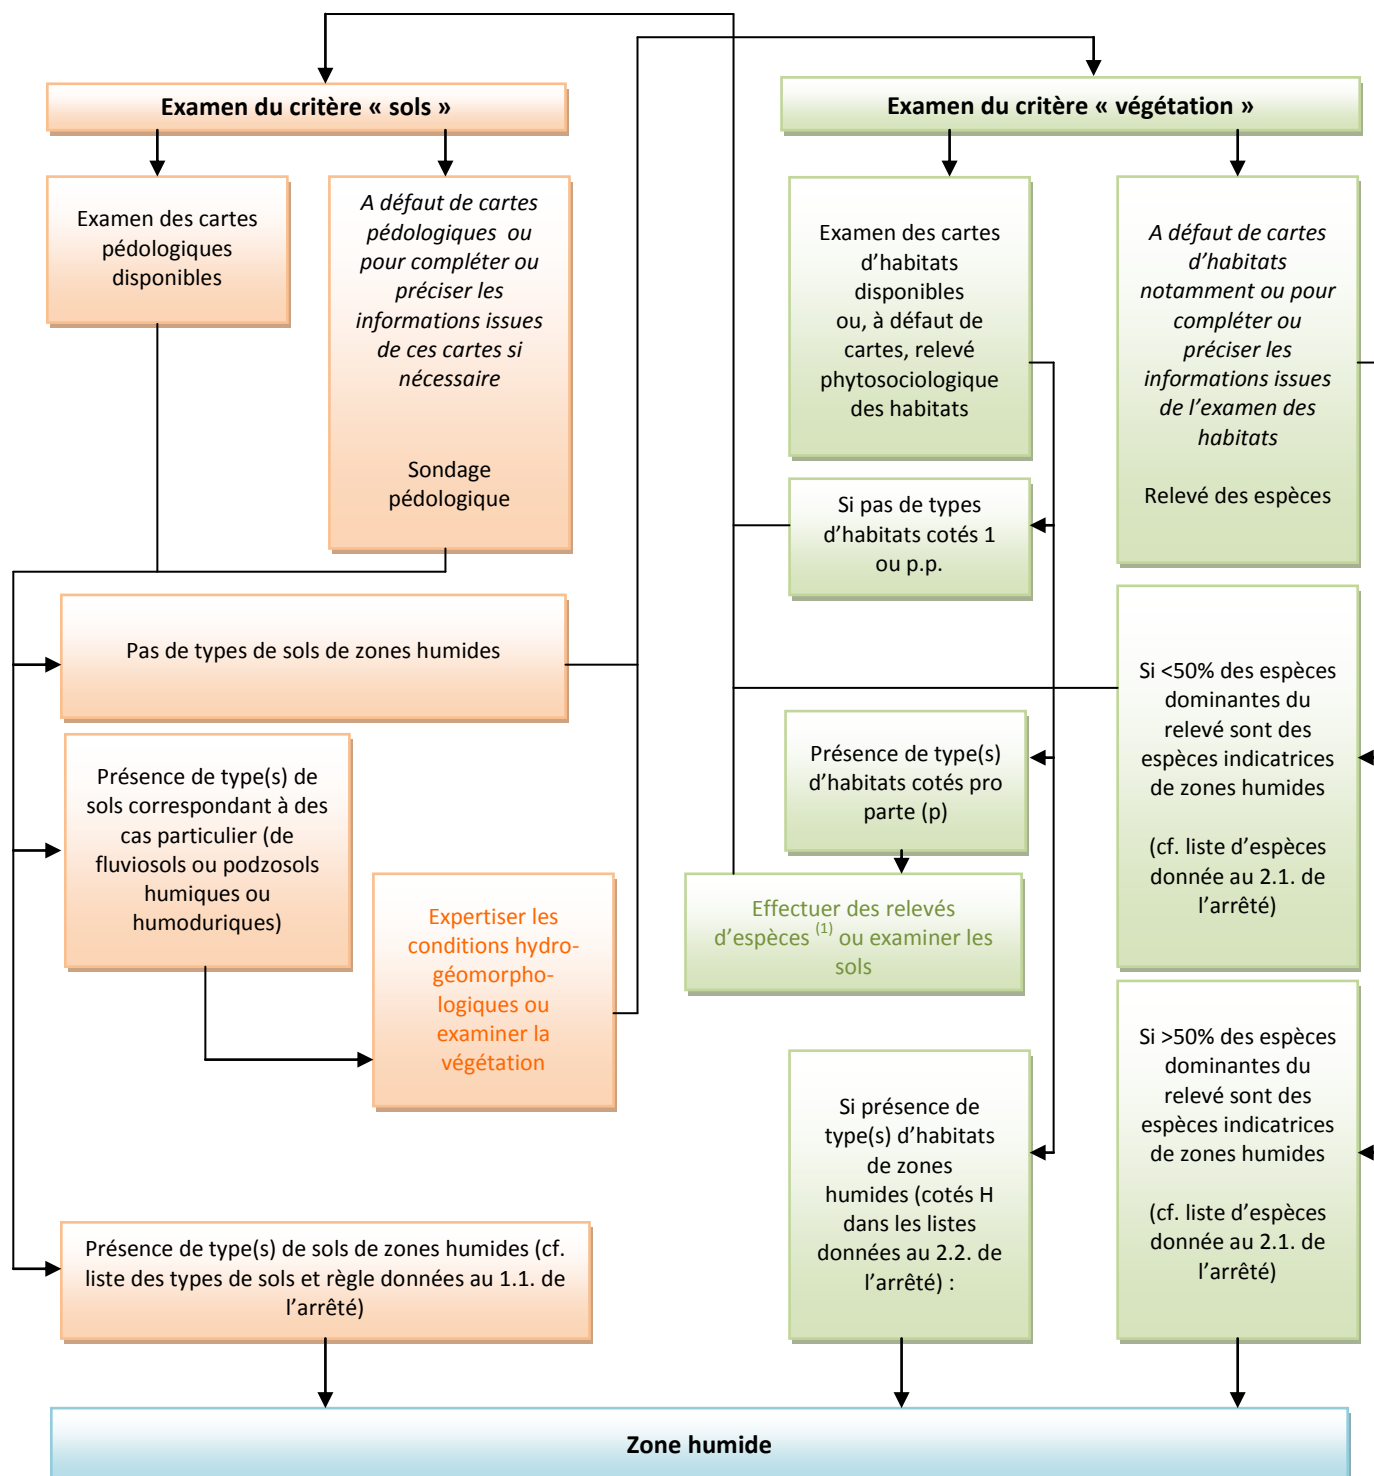 Examen du critère « sols »
Examen des cartes
pédologiques
disponibles
A défaut de cartes
pédologiques ou
pour compléter ou
préciser les
informations issues
de ces cartes si
nécessaire
Sondage
pédologique
Pas de types de sols de zones humides
Présence de type(s) de
sols correspondant à des
cas particulier (de
fluviosols ou podzosols
humiques ou
humoduriques)
Expertiser les
conditions hydro-
géomorpho-
logiques ou
examiner la
végétation
Présence de type(s) de sols de zones humides (cf.
liste des types de sols et règle données au 1.1. de
l'arrêté)
Examen du critère « végétation »
Examen des cartes
d'habitats
disponibles
ou, à défaut de
cartes, relevé
phytosociologique
des habitats
A défaut de cartes
d'habitats
notamment ou pour
compléter ou
préciser les
informations issues
de l'examen des
habitats
Relevé des espèces
Si pas de types
d'habitats cotés 1
ou p.p.
Présence de type(s)
d'habitats cotés pro
parte (p)
Effectuer des relevés
d'espèces (1) ou examiner les
sols
Si présence de
type(s) d'habitats
de zones
humides (cotés H
dans les listes
données au 2.2. de
l'arrêté) :
Si <50% des espèces
dominantes du
relevé sont des
espèces indicatrices
de zones humides
(cf. liste d'espèces
donnée au 2.1. de
l'arrêté)
Si >50% des espèces
dominantes du
relevé sont des
espèces indicatrices
de zones humides
(cf. liste d'espèces
donnée au 2.1. de
l'arrêté)
Zone humide